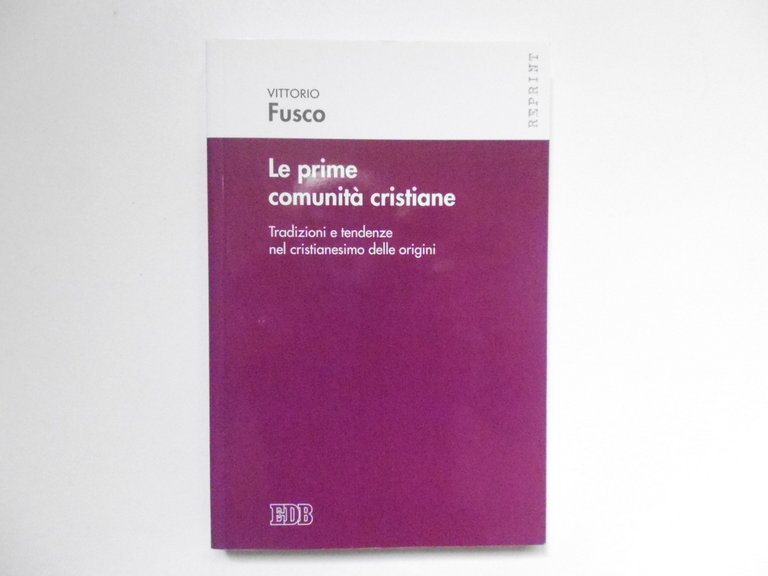 VITTORIO
Fusco
REPRINT
Le prime
comunità cristiane
Tradizioni e tendenze
nel cristianesimo delle origini
EDB